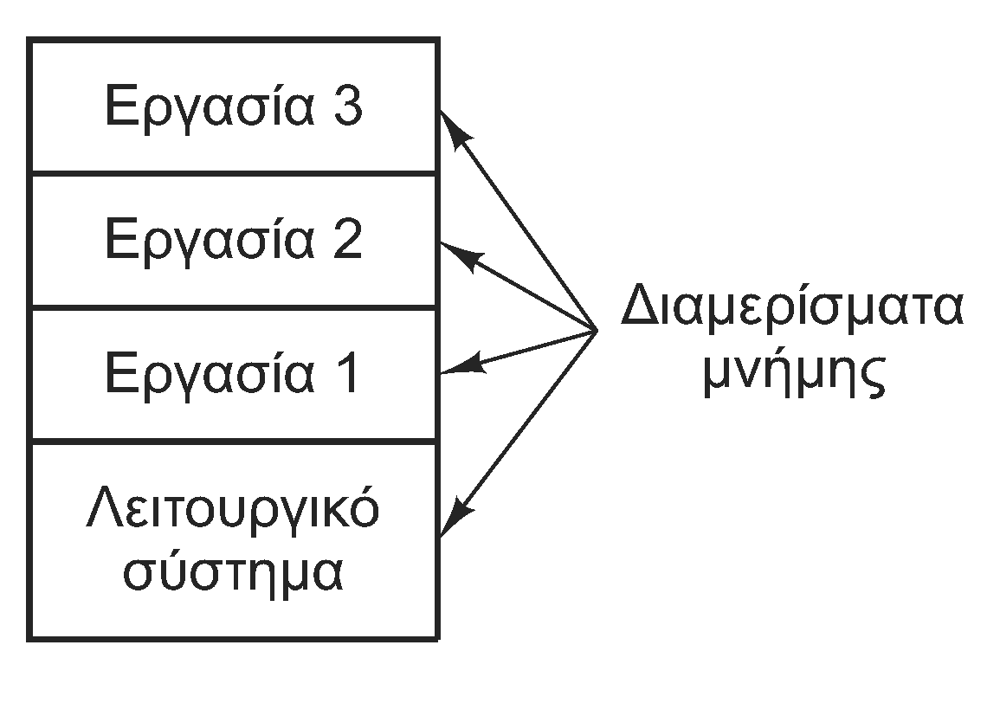 Εργασία 3
Εργασία 2
Εργασία 1
Λειτουργικό
σύστημα
Διαμερίσματα
μνήμης